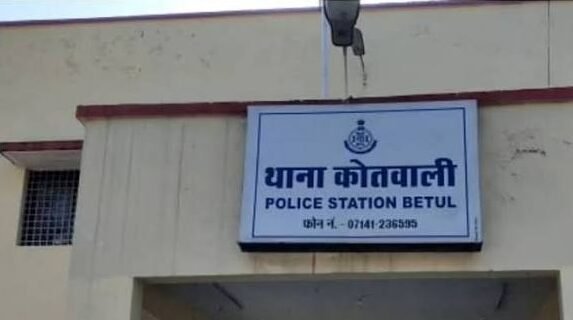 थाना कोतवाली
POLICE STATION BETUL
फोन नं. - 07141-236595